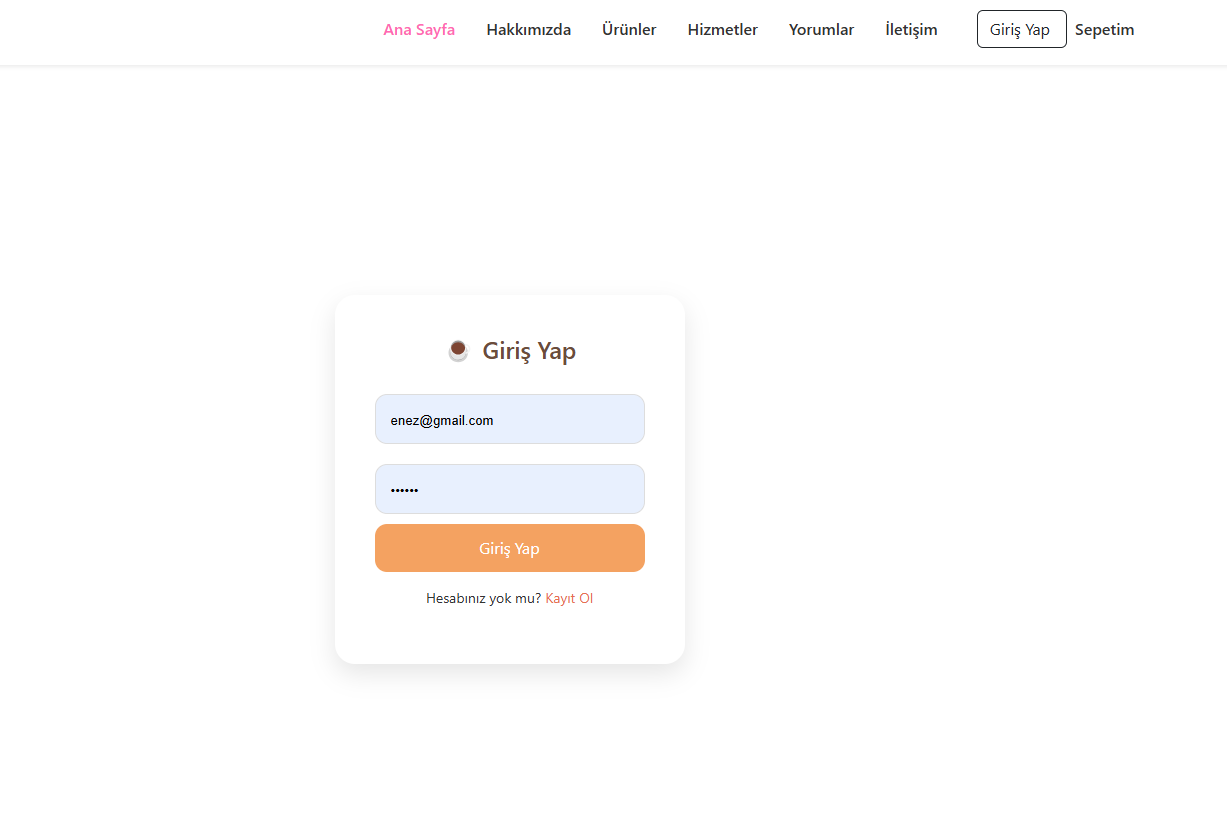 Ana Sayfa Hakkımızda Ürünler Hizmetler Yorumlar İletişim Giriş Yap Sepetim
Giriş Yap
enez@gmail.com
••••••
Giriş Yap
Hesabınız yok mu? Kayıt Ol